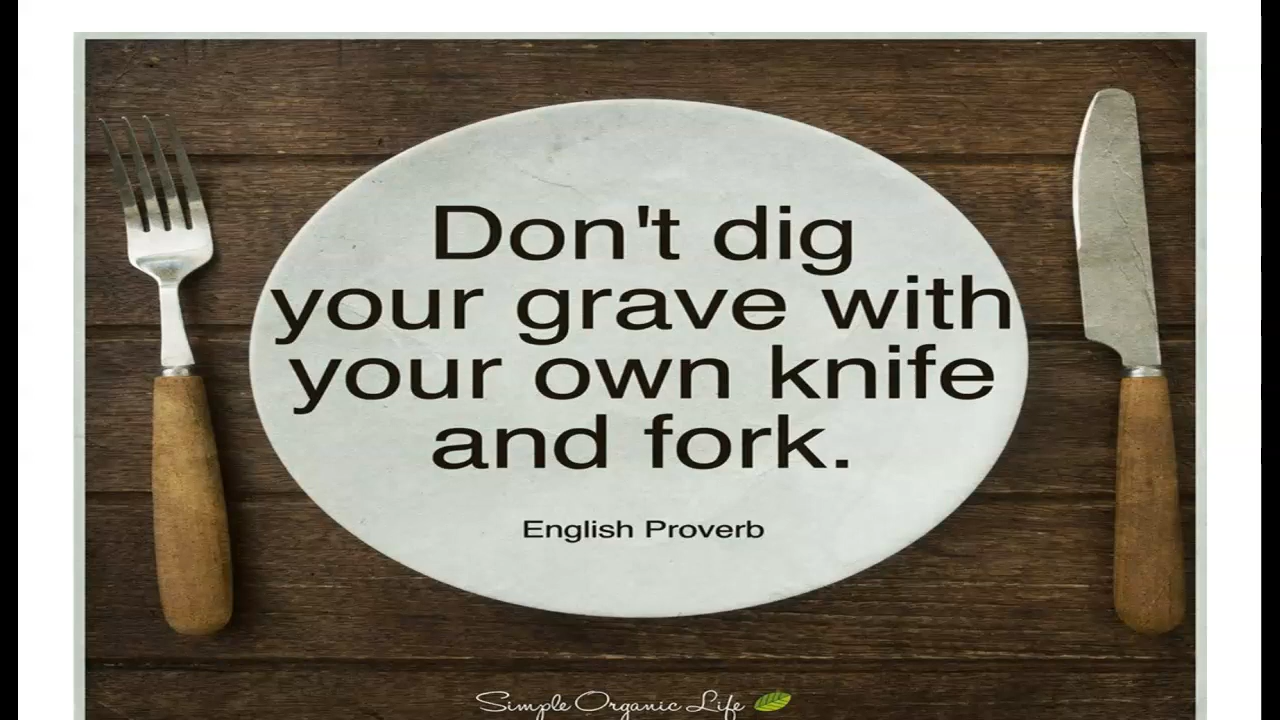 Don't dig
your grave with
your own knife
and fork.
English Proverb
Simple Organic Life